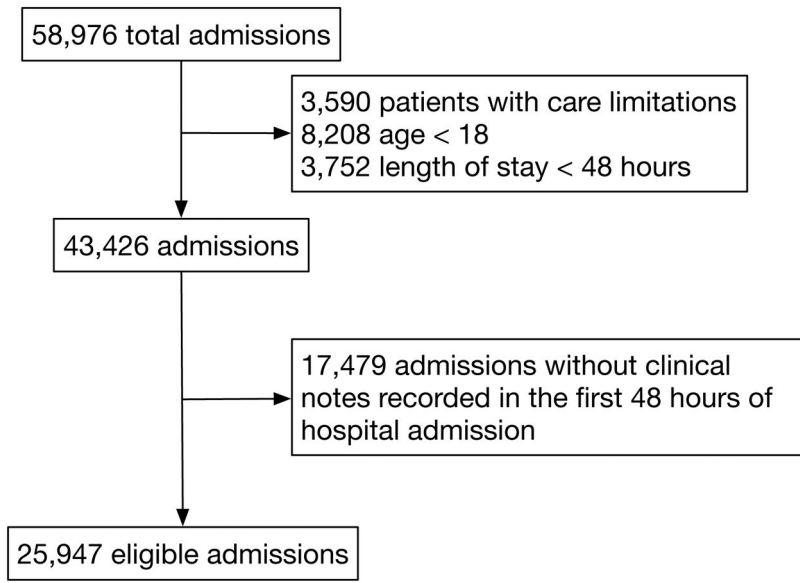 58,976 total admissions
3,590 patients with care limitations
8,208 age < 18
3,752 length of stay < 48 hours
43,426 admissions
17,479 admissions without clinical
notes recorded in the first 48 hours of
hospital admission
25,947 eligible admissions